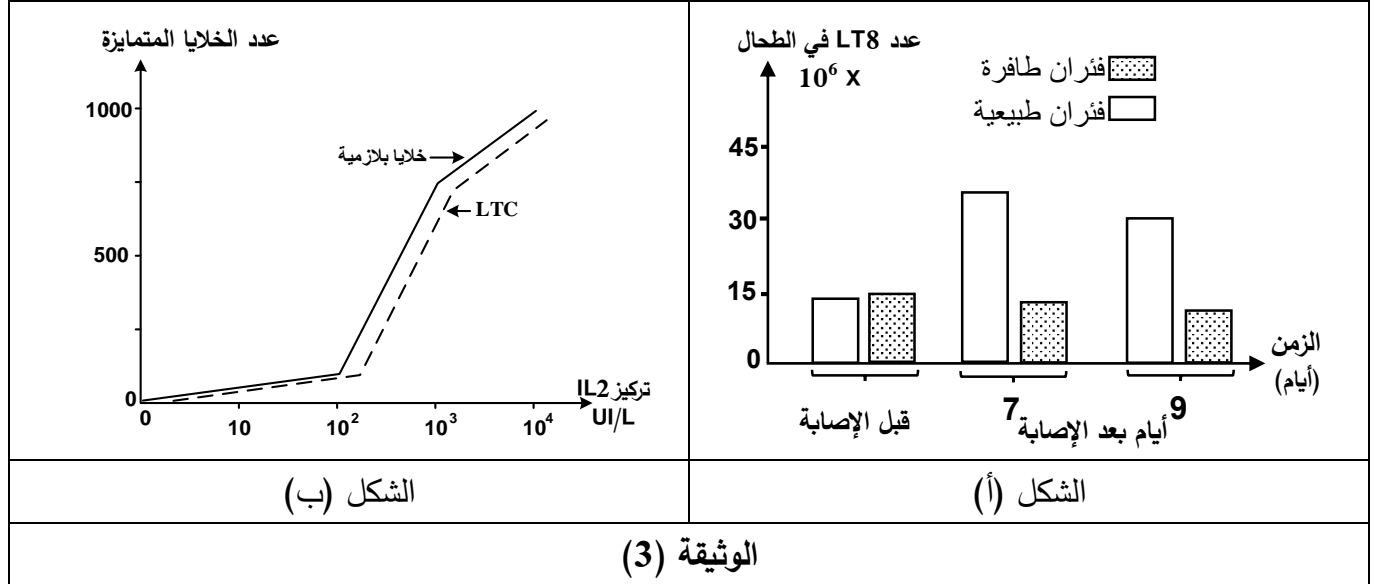 عدد LT8 في الطحال
10⁶ X
فئران طافرة
فئران طبيعية
45
30
15
0
الزمن
(أيام)
قبل الإصابة
7
9
أيام بعد الإصابة
الشكل (أ)
عدد الخلايا المتمايزة
1000
خلايا بلازمية
LTC
500
0
تركيز IL2
UI/L
0 10 10² 10³ 10⁴
الشكل (ب)
الوثيقة (3)